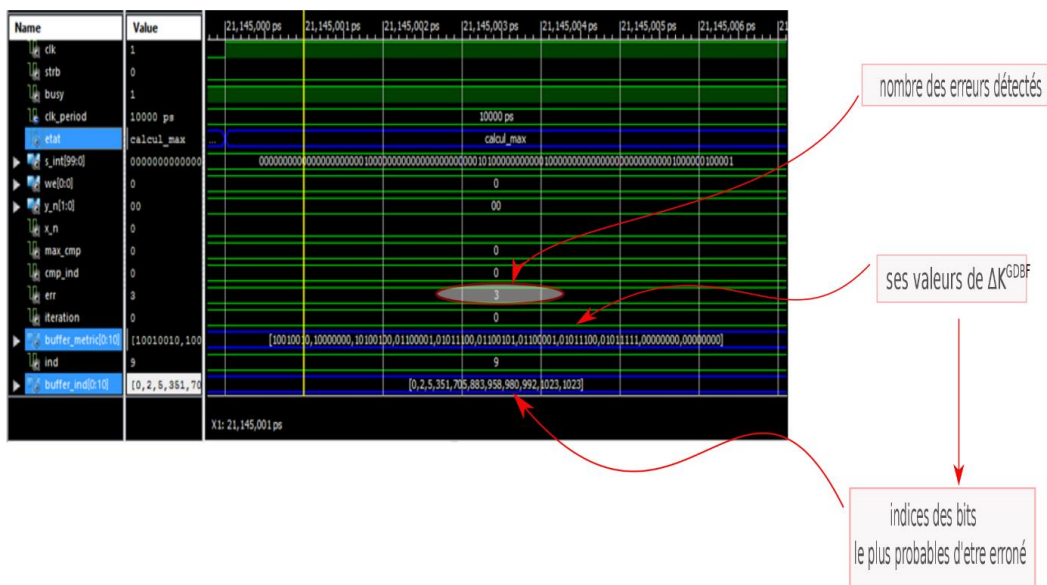 Name Value 21,145,000 ps 21,145,001 ps 21,145,002 ps 21,145,003 ps 21,145,004 ps 21,145,005 ps 21,145,006 ps 21
clk 1
strb 0
busy 1
clk_period 10000 ps 10000 ps
etat calcul_max ... calcul_max
s_int[99:0] 0000000000000
we[0:0] 0 0
y_n[1:0] 00 00
x_n 0
max_cmp 0 0
cmp_ind 0 0
err 3 3
iteration 0 0
buffer_metric[0:10] [10010010,100 [10010010,10000000,10100100,01100001,01011100,01100101,01100001,01011100,01011111,00000000,00000000]
ind 9 9
buffer_ind[0:10] [0,2,5,351,70 [0,2,5,351,705,883,958,980,992,1023,1023]
X1: 21,145,001 ps
nombre des erreurs détectés
ses valeurs de ΔK^GDBF
indices des bits
le plus probables d'etre erroné